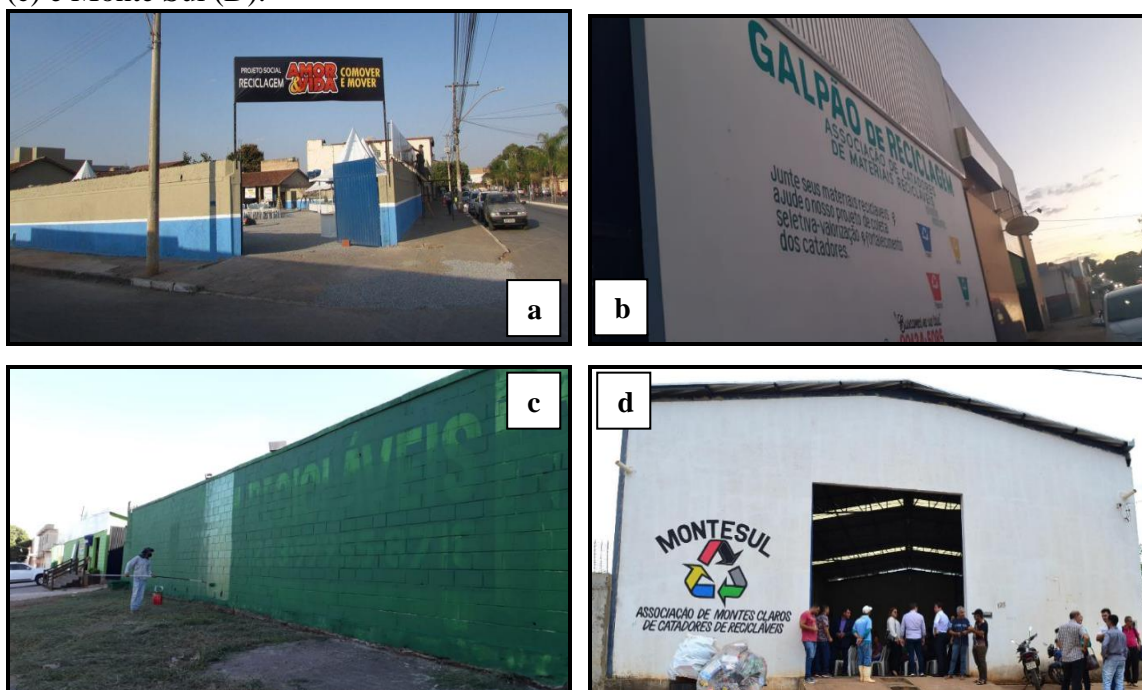 (c) e Monte Sul (D).
PROJETO SOCIAL
RECICLAGEM
AMOR
&VIDA
COMOVER
E MOVER
a
GALPÃO DE RECICLAGEM
ASSOCIAÇÃO DE CATADORES
DE MATERIAIS RECICLÁVEIS
Junte seus materiais recicláveis e
ajude o nosso projeto de coleta
seletiva-valorização e fortalecimento
dos catadores.
b
RECICLÁVEIS
c
d
MONTESUL
ASSOCIAÇÃO DE MONTES CLAROS
DE CATADORES DE RECICLÁVEIS